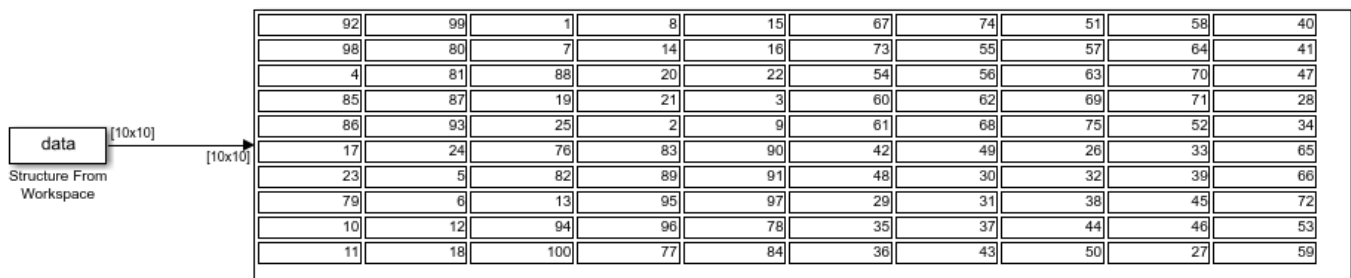 92 99 1 8 15 67 74 51 58 40
98 80 7 14 16 73 55 57 64 41
4 81 88 20 22 54 56 63 70 47
85 87 19 21 3 60 62 69 71 28
86 93 25 2 9 61 68 75 52 34
17 24 76 83 90 42 49 26 33 65
23 5 82 89 91 48 30 32 39 66
79 6 13 95 97 29 31 38 45 72
10 12 94 96 78 35 37 44 46 53
11 18 100 77 84 36 43 50 27 59
data
[10x10]
[10x10]
Structure From
Workspace